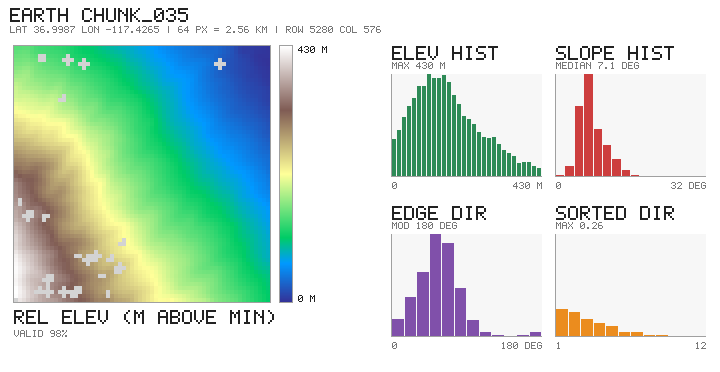 EARTH CHUNK_035
LAT 36.9987 LON -117.4265 | 64 PX = 2.56 KM | ROW 5280 COL 576
430 M
0 M
REL ELEV (M ABOVE MIN)
VALID 98%
ELEV HIST
MAX 430 M
0 430 M
SLOPE HIST
MEDIAN 7.1 DEG
0 32 DEG
EDGE DIR
MOD 180 DEG
0 180 DEG
SORTED DIR
MAX 0.26
1 12